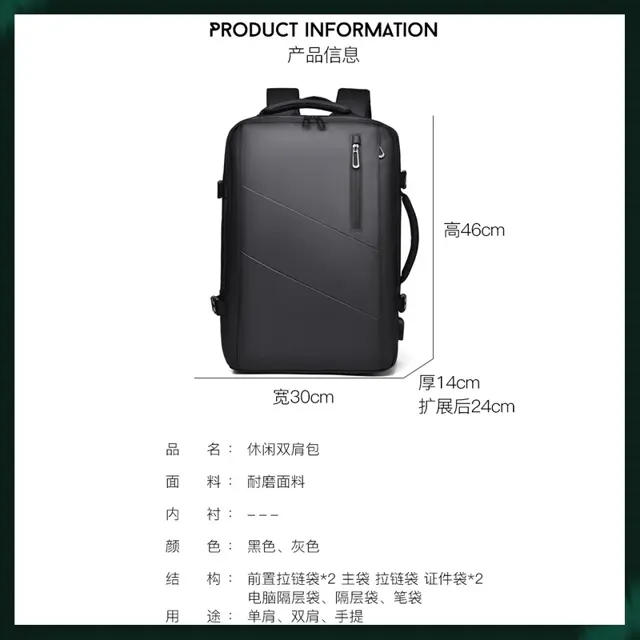 PRODUCT INFORMATION
产品信息
高46cm
宽30cm
厚14cm
扩展后24cm
品 名： 休闲双肩包
面 料： 耐磨面料
内 衬： ---
颜 色： 黑色、灰色
结 构： 前置拉链袋*2 主袋 拉链袋 证件袋*2
电脑隔层袋、隔层袋、笔袋
用 途： 单肩、双肩、手提